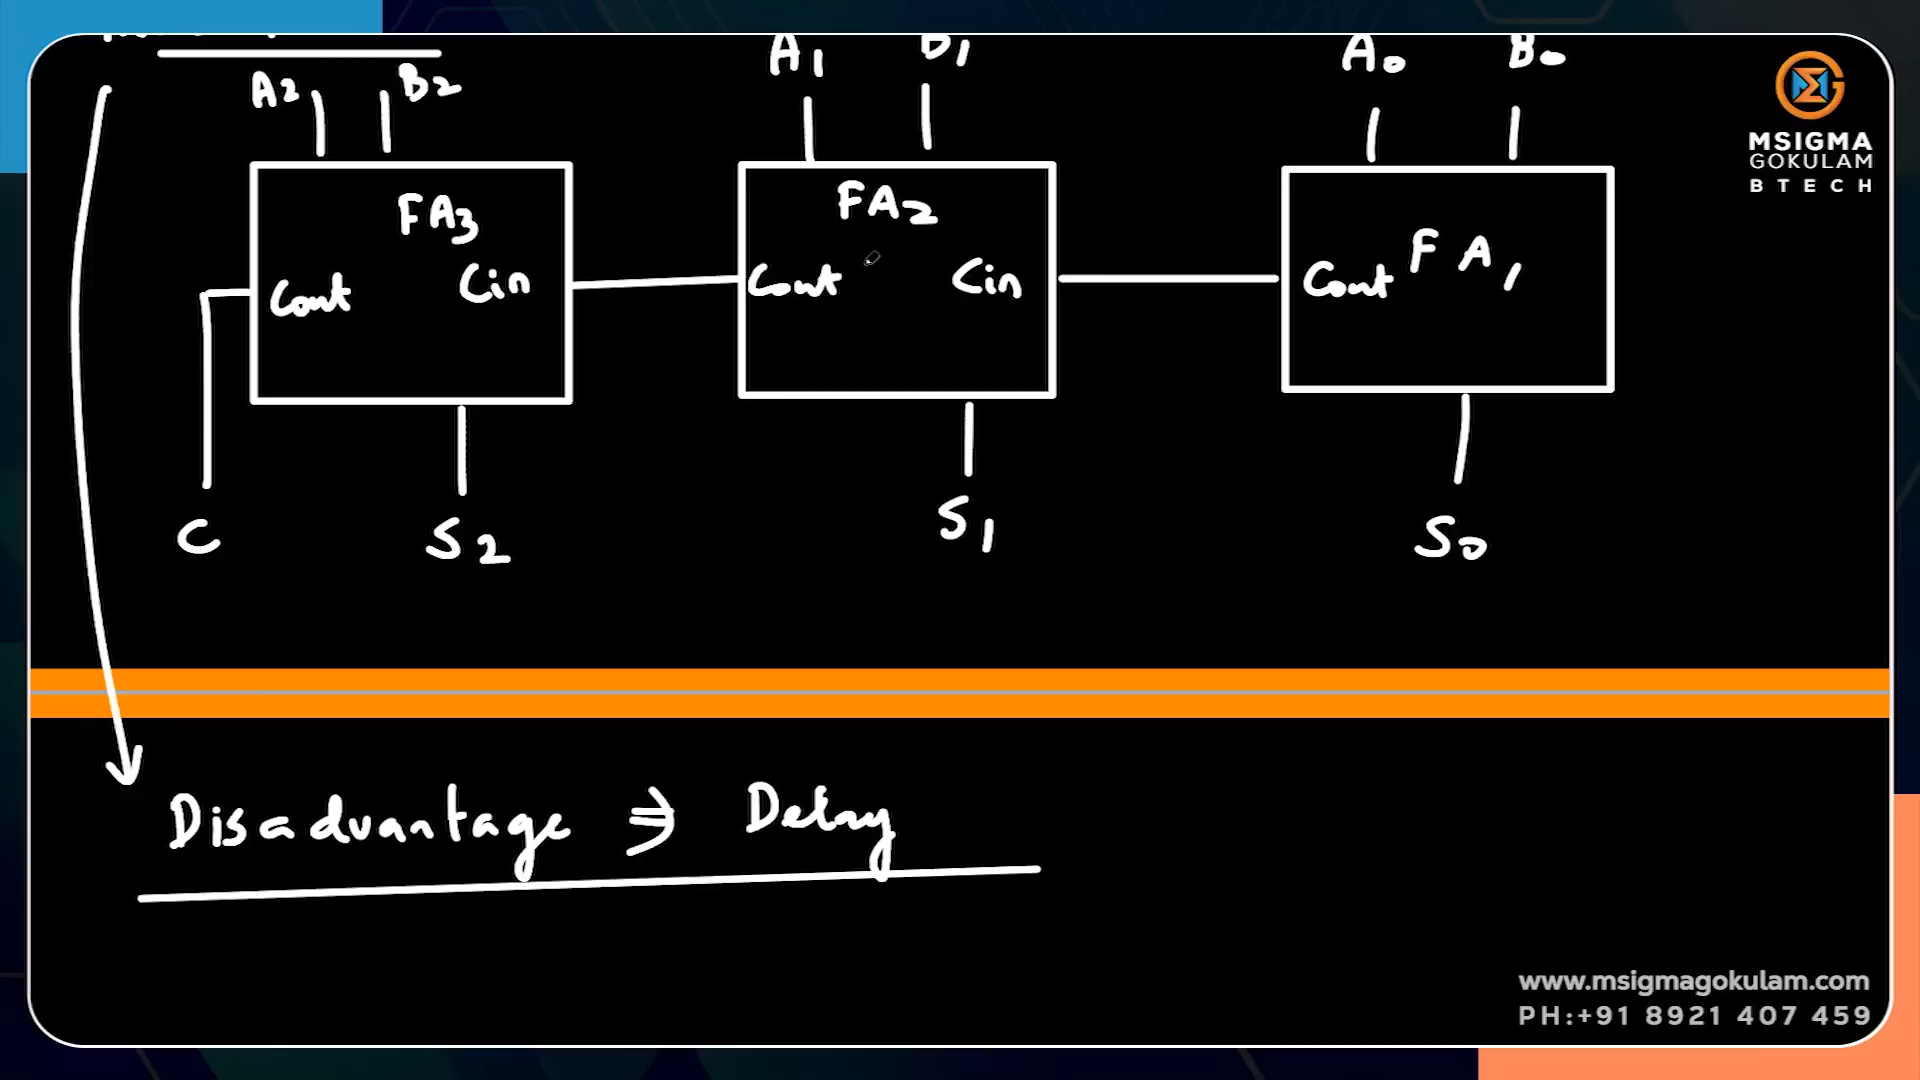 A2 B2 A1 B1 A0 B0
MSIGMA
GOKULAM
BTECH
FA3 FA2 FA1
Cout Cin Cout Cin Cout
C S2 S1 S0
Disadvantage ⇒ Delay
www.msigmagokulam.com
PH:+91 8921 407 459